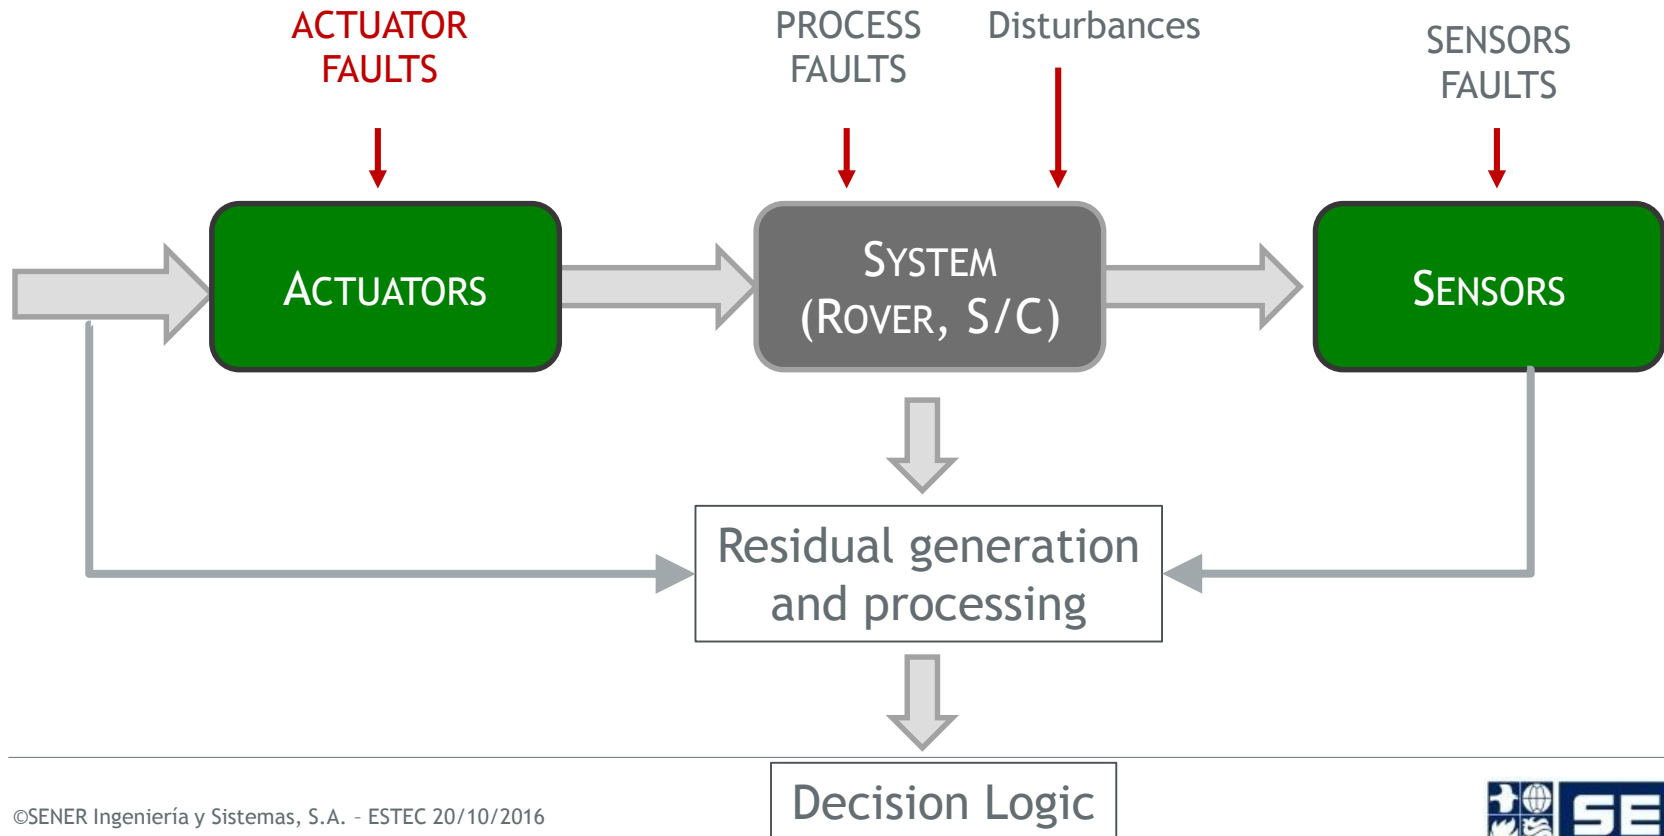 ACTUATOR
FAULTS
PROCESS
FAULTS
Disturbances
SENSORS
FAULTS
ACTUATORS
SYSTEM
(ROVER, S/C)
SENSORS
Residual generation
and processing
Decision Logic
©SENER Ingeniería y Sistemas, S.A. – ESTEC 20/10/2016
SE